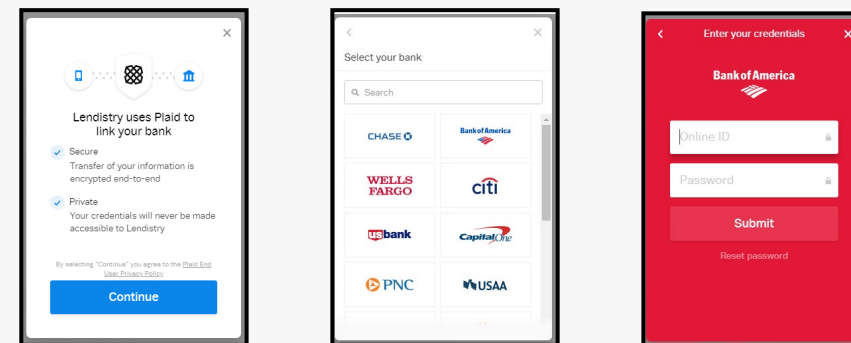 Lendistry uses Plaid to
link your bank
Secure
Transfer of your information is
encrypted end-to-end
Private
Your credentials will never be made
accessible to Lendistry
By selecting "Continue" you agree to the Plaid End
User Privacy Policy
Continue
Select your bank
Search
CHASE
Bank of America
WELLS
FARGO
citi
usbank
CapitalOne
PNC
USAA
Enter your credentials
Bank of America
Online ID
Password
Submit
Reset password